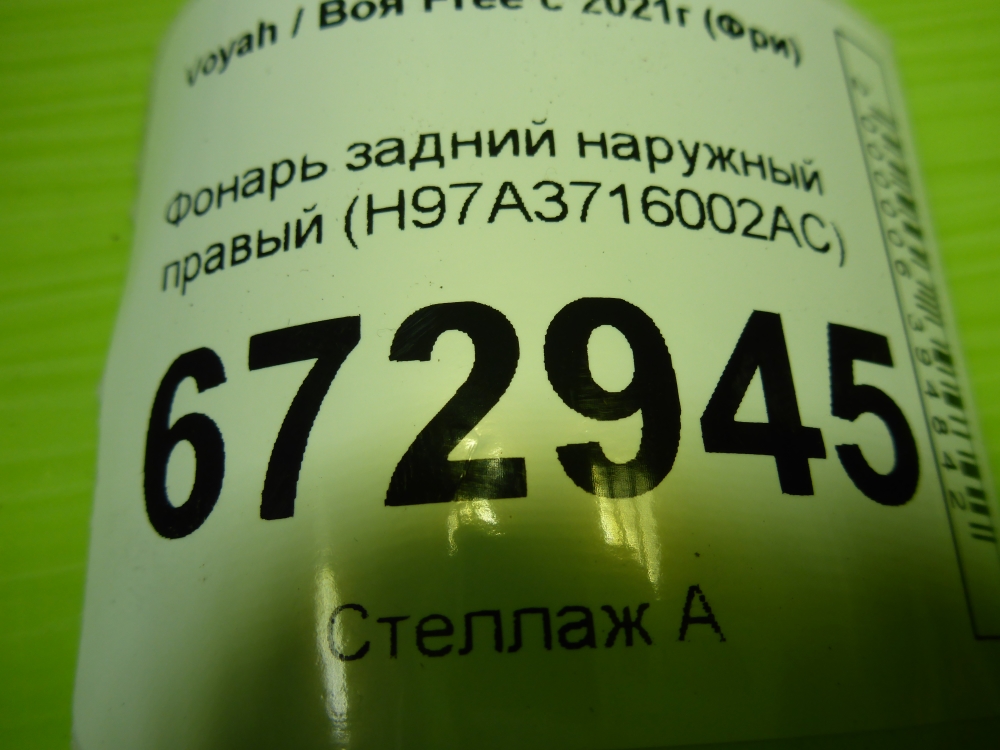 Voyah / Воя Free с 2021г (Фри)
Фонарь задний наружный
правый (H97A3716002AC)
672945
Стеллаж А